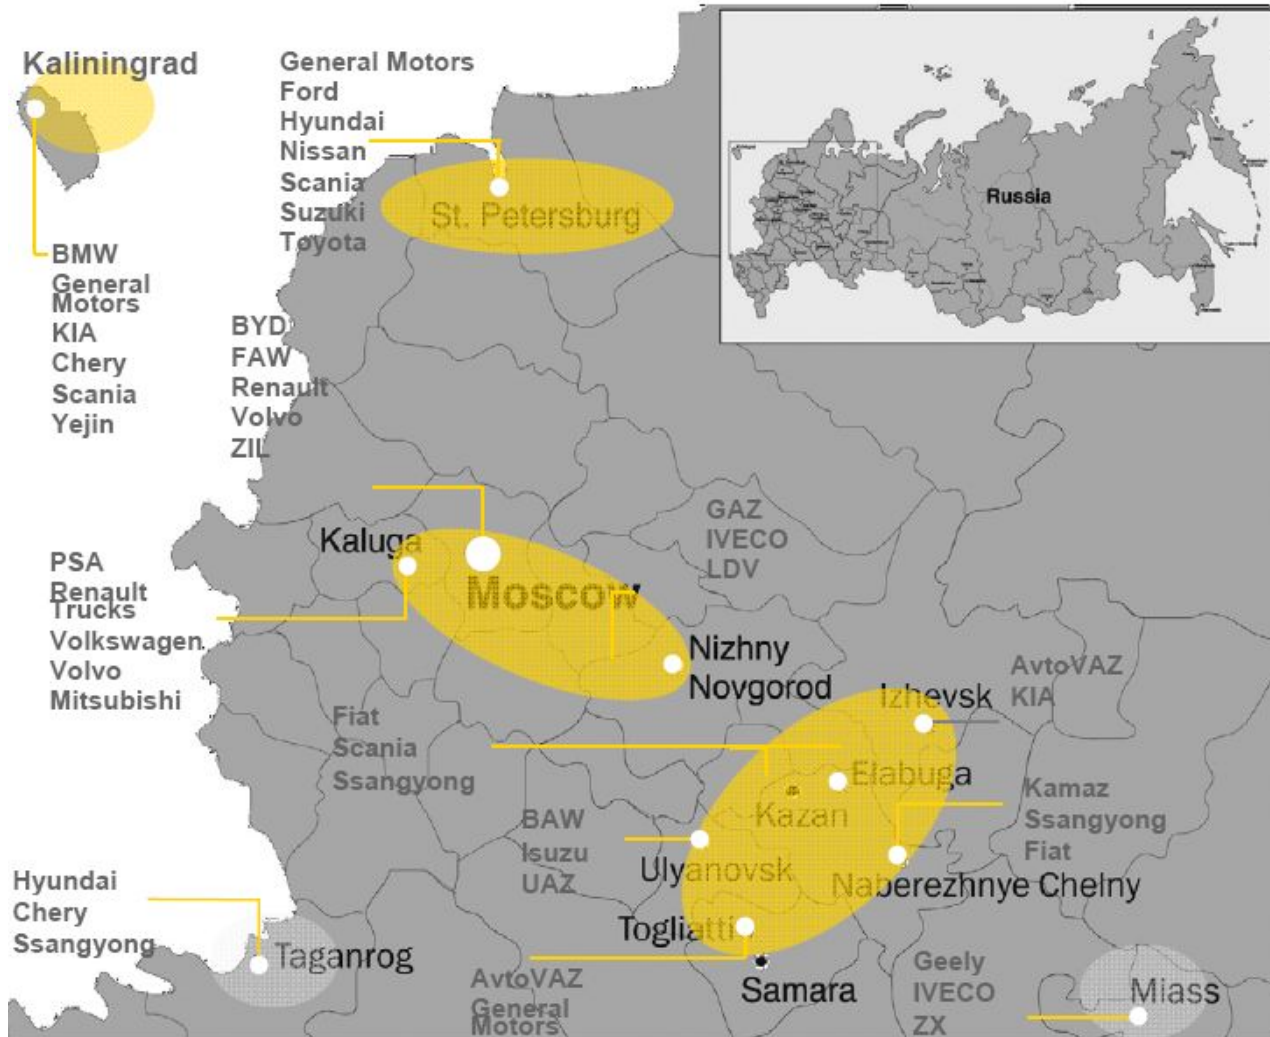 Kaliningrad
BMW
General
Motors
KIA
Chery
Scania
Yejin
General Motors
Ford
Hyundai
Nissan
Scania
Suzuki
Toyota
St. Petersburg
Russia
BYD
FAW
Renault
Volvo
ZIL
Kaluga
Moscow
GAZ
IVECO
LDV
PSA
Renault
Trucks
Volkswagen
Volvo
Mitsubishi
Nizhny
Novgorod
AvtoVAZ
KIA
Izhevsk
Fiat
Scania
Ssangyong
Elabuga
Kazan
Kamaz
Ssangyong
Fiat
BAW
Isuzu
UAZ
Ulyanovsk
Naberezhnye Chelny
Hyundai
Chery
Ssangyong
Taganrog
Togliatti
Samara
AvtoVAZ
General
Motors
Geely
IVECO
ZX
Miass